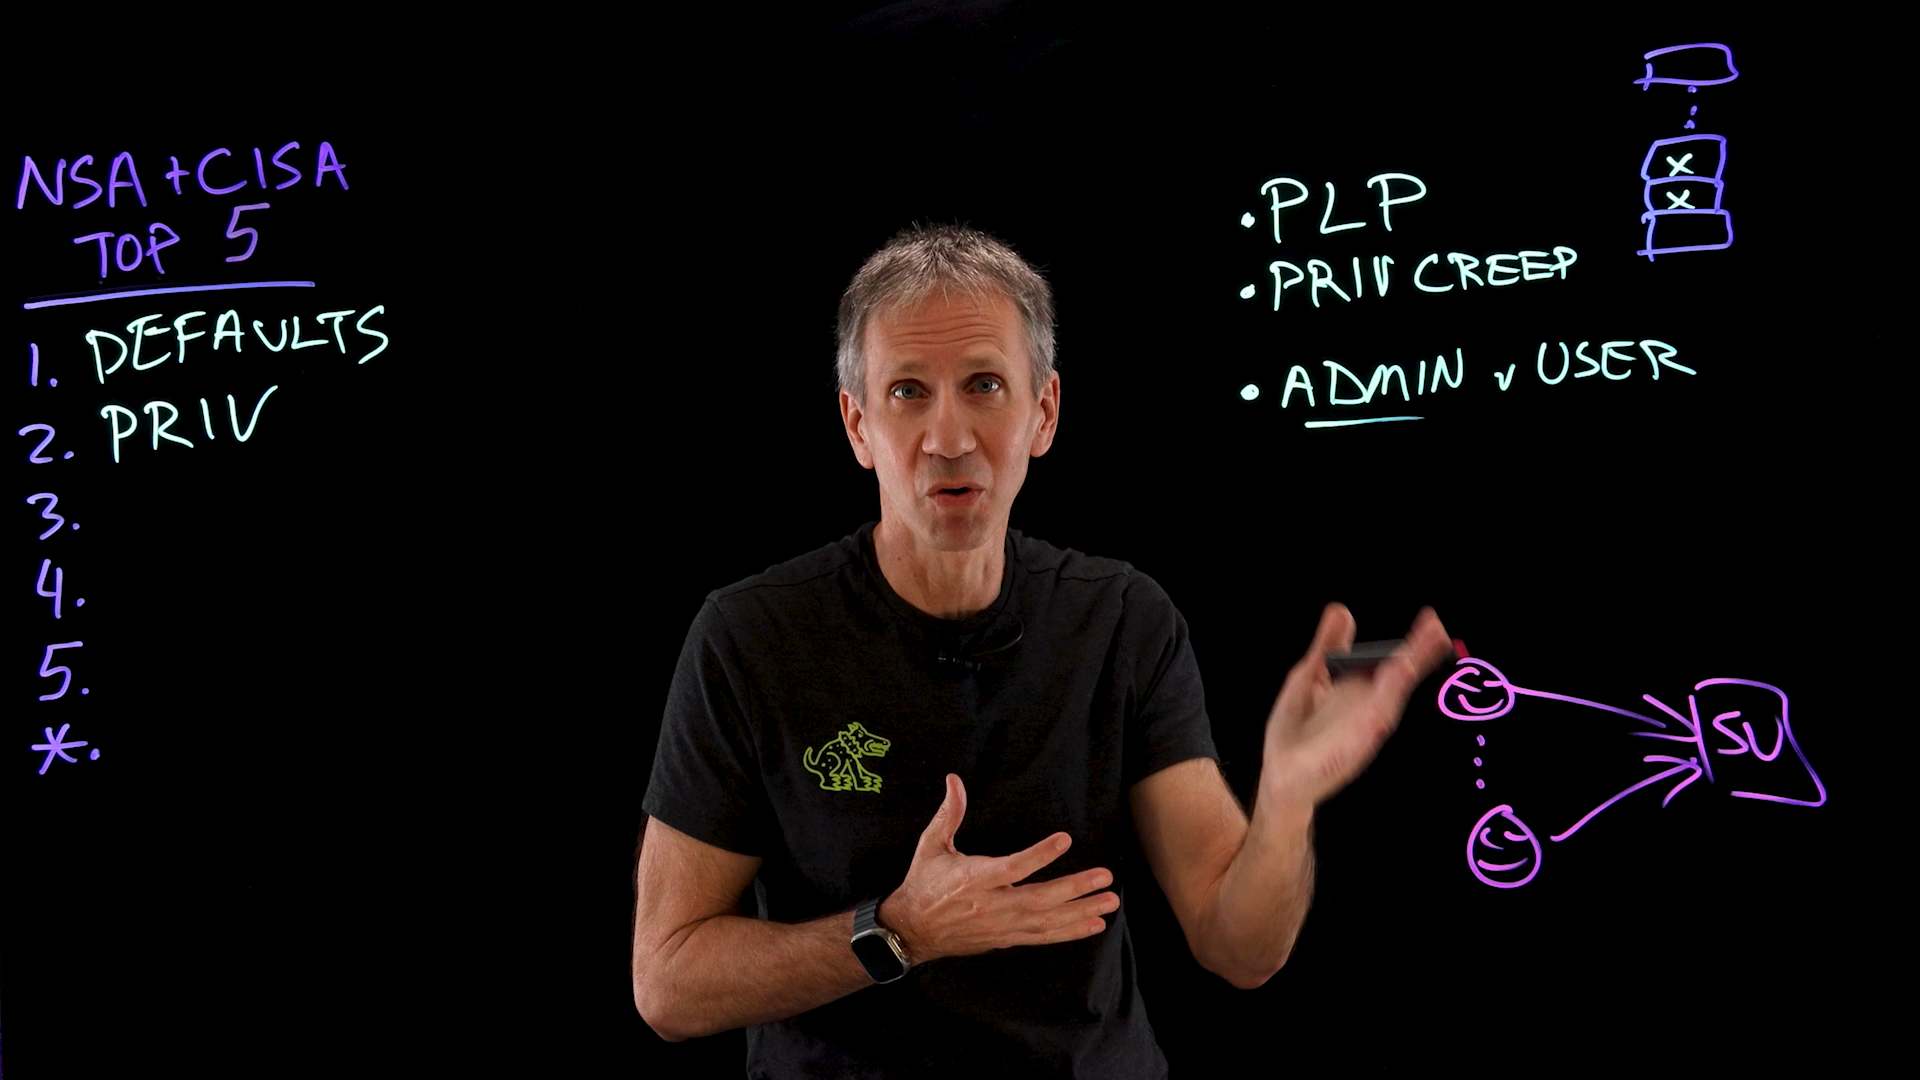 NSA + CISA
TOP 5
1. DEFAULTS
2. PRIV
3.
4.
5.
*.
• PLP
• PRIV CREEP
• ADMIN v USER
X
X
SU